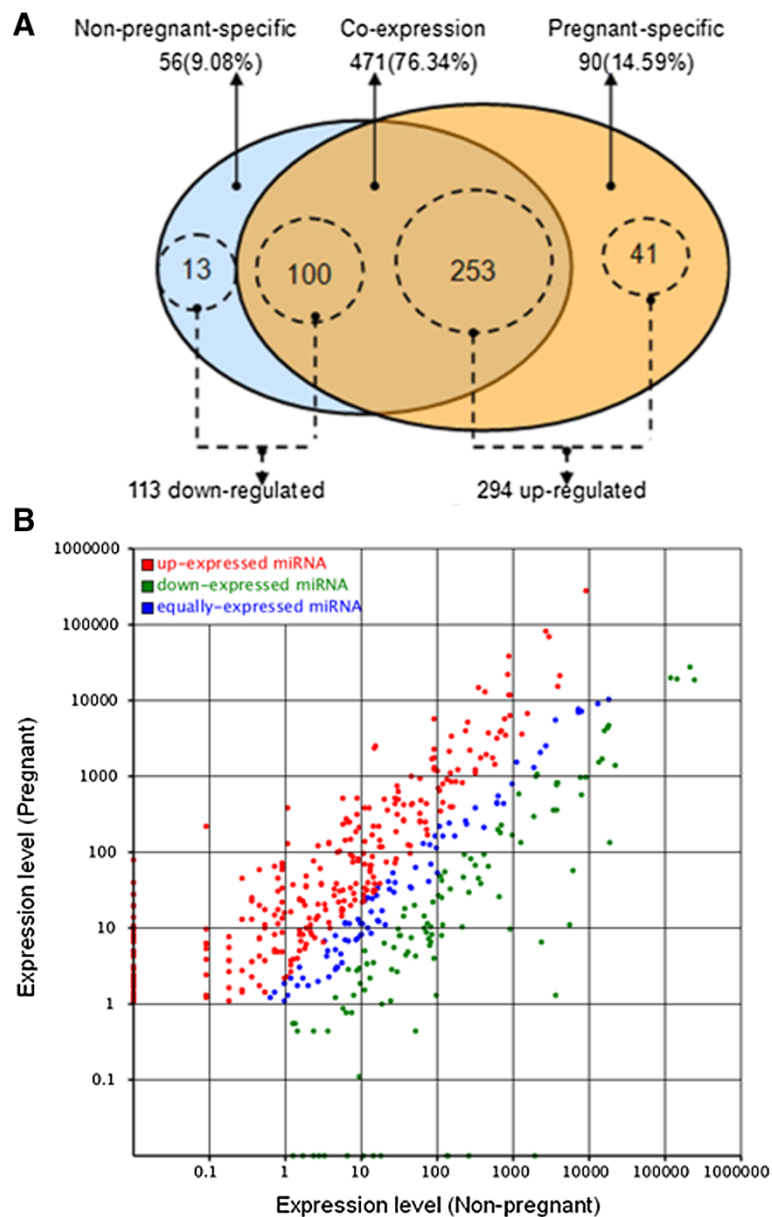 A
Non-pregnant-specific
56(9.08%)
Co-expression
471(76.34%)
Pregnant-specific
90(14.59%)
13
100
253
41
113 down-regulated
294 up-regulated
B
up-expressed miRNA
down-expressed miRNA
equally-expressed miRNA
Expression level (Pregnant)
1000000
100000
10000
1000
100
10
1
0.1
0.1
1
10
100
1000
10000
100000
1000000
Expression level (Non-pregnant)